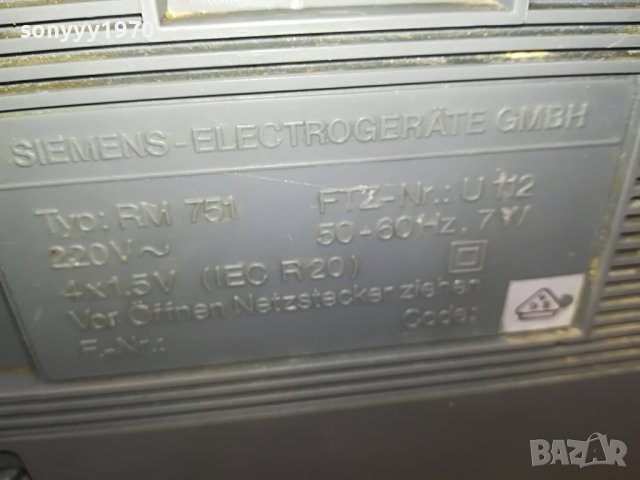 sonyyy1970
SIEMENS-ELECTROGERÄTE GMBH
Typ: RM 751 FTZ-Nr.: U 112
220V~ 50-60Hz, 7W
4x1,5V (IEC R20)
Vor Öffnen Netzstecker ziehen
F.-Nr.: Code:
BAZAR